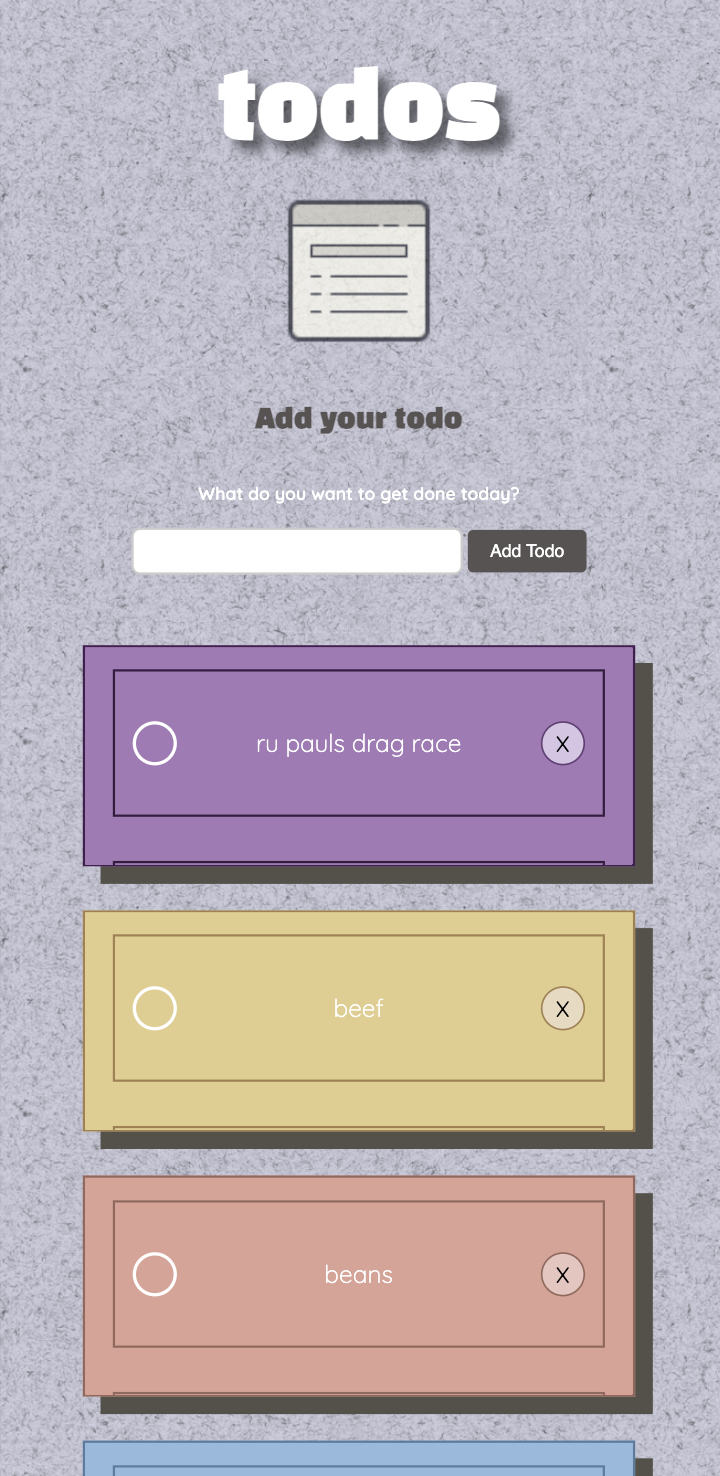 todos
Add your todo
What do you want to get done today?
Add Todo
ru pauls drag race
X
beef
X
beans
X